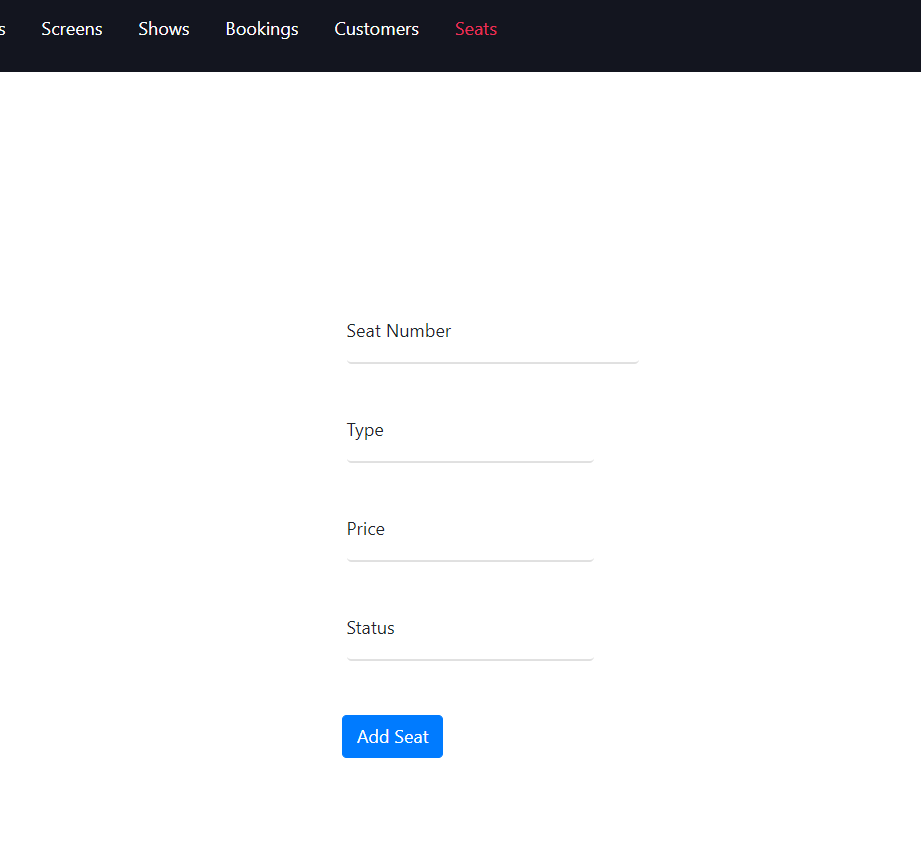 s Screens Shows Bookings Customers Seats
Seat Number
Type
Price
Status
Add Seat